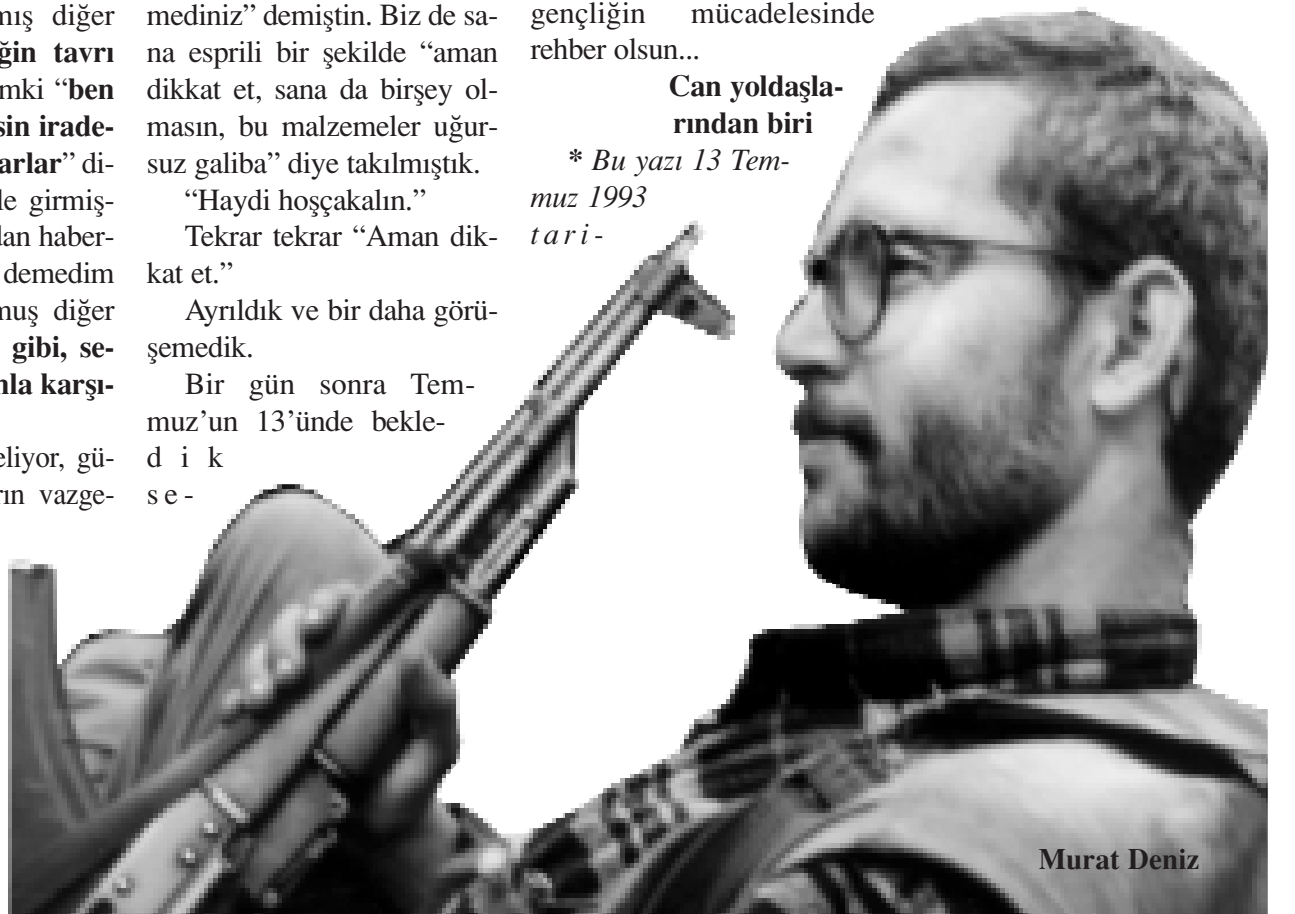 mış diğer
ğin tavrı
mki “ben
sin irade-
arlar” di-
le girmiş-
dan haber-
demedim
muş diğer
gibi, se-
nla karşı-
eliyor, gü-
rın vazge-
mediniz” demiştin. Biz de sa-
na esprili bir şekilde “aman
dikkat et, sana da birşey ol-
masın, bu malzemeler uğur-
suz galiba” diye takılmıştık.
“Haydi hoşçakalın.”
Tekrar tekrar “Aman dik-
kat et.”
Ayrıldık ve bir daha görü-
şemedik.
Bir gün sonra Tem-
muz’un 13’ünde bekle-
d i k
s e -
gençliğin mücadelesinde
rehber olsun...
Can yoldaşla-
rından biri
* Bu yazı 13 Tem-
muz 1993
t a r i -
Murat Deniz